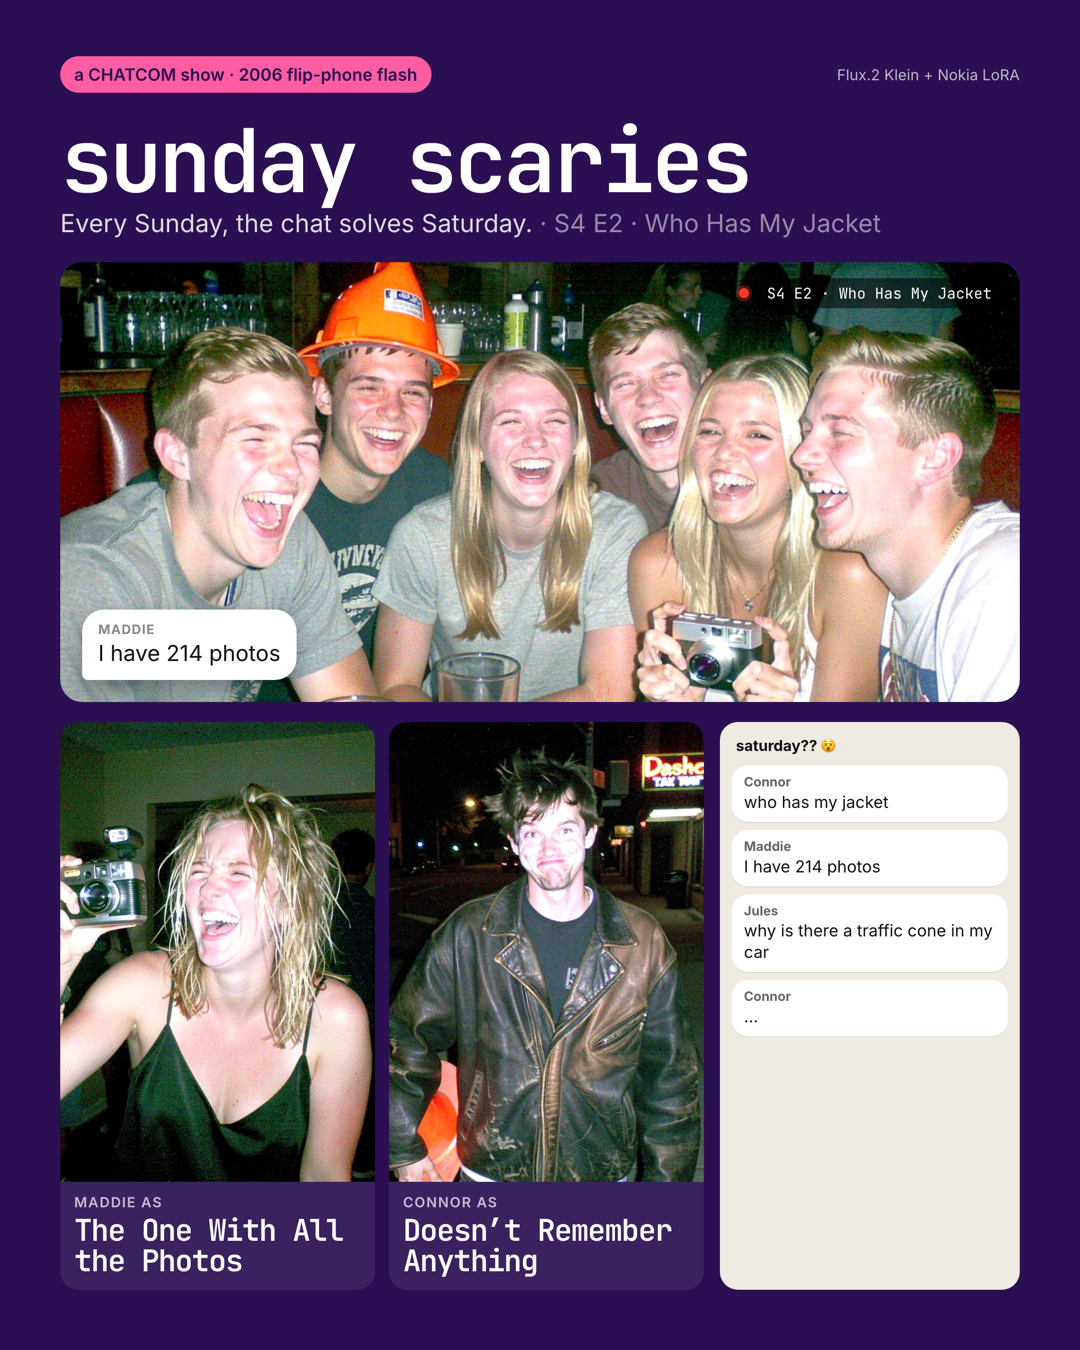 a CHATCOM show · 2006 flip-phone flash
Flux.2 Klein + Nokia LoRA
sunday scaries
Every Sunday, the chat solves Saturday. · S4 E2 · Who Has My Jacket
S4 E2 · Who Has My Jacket
MADDIE
I have 214 photos
saturday?? 😵
Connor
who has my jacket
Maddie
I have 214 photos
Jules
why is there a traffic cone in my
car
Connor
...
MADDIE AS
The One With All
the Photos
CONNOR AS
Doesn’t Remember
Anything